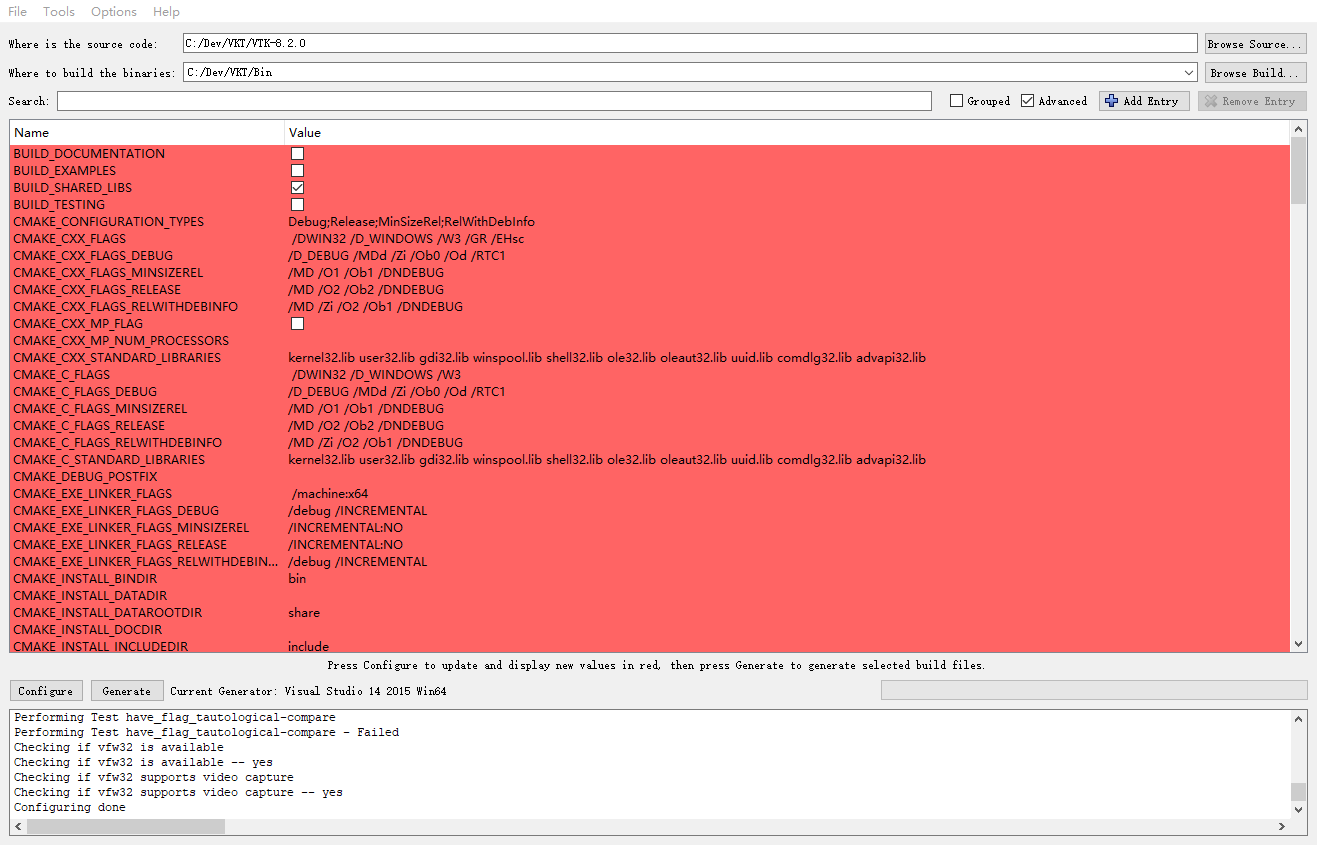 File Tools Options Help
Where is the source code: C:/Dev/VKT/VTK-8.2.0 Browse Source...
Where to build the binaries: C:/Dev/VKT/Bin Browse Build...
Search: Grouped Advanced Add Entry Remove Entry
Name Value
BUILD_DOCUMENTATION
BUILD_EXAMPLES
BUILD_SHARED_LIBS
BUILD_TESTING
CMAKE_CONFIGURATION_TYPES Debug;Release;MinSizeRel;RelWithDebInfo
CMAKE_CXX_FLAGS /DWIN32 /D_WINDOWS /W3 /GR /EHsc
CMAKE_CXX_FLAGS_DEBUG /D_DEBUG /MDd /Zi /Ob0 /Od /RTC1
CMAKE_CXX_FLAGS_MINSIZEREL /MD /O1 /Ob1 /DNDEBUG
CMAKE_CXX_FLAGS_RELEASE /MD /O2 /Ob2 /DNDEBUG
CMAKE_CXX_FLAGS_RELWITHDEBINFO /MD /Zi /O2 /Ob1 /DNDEBUG
CMAKE_CXX_MP_FLAG
CMAKE_CXX_MP_NUM_PROCESSORS
CMAKE_CXX_STANDARD_LIBRARIES kernel32.lib user32.lib gdi32.lib winspool.lib shell32.lib ole32.lib oleaut32.lib uuid.lib comdlg32.lib advapi32.lib
CMAKE_C_FLAGS /DWIN32 /D_WINDOWS /W3
CMAKE_C_FLAGS_DEBUG /D_DEBUG /MDd /Zi /Ob0 /Od /RTC1
CMAKE_C_FLAGS_MINSIZEREL /MD /O1 /Ob1 /DNDEBUG
CMAKE_C_FLAGS_RELEASE /MD /O2 /Ob2 /DNDEBUG
CMAKE_C_FLAGS_RELWITHDEBINFO /MD /Zi /O2 /Ob1 /DNDEBUG
CMAKE_C_STANDARD_LIBRARIES kernel32.lib user32.lib gdi32.lib winspool.lib shell32.lib ole32.lib oleaut32.lib uuid.lib comdlg32.lib advapi32.lib
CMAKE_DEBUG_POSTFIX
CMAKE_EXE_LINKER_FLAGS /machine:x64
CMAKE_EXE_LINKER_FLAGS_DEBUG /debug /INCREMENTAL
CMAKE_EXE_LINKER_FLAGS_MINSIZEREL /INCREMENTAL:NO
CMAKE_EXE_LINKER_FLAGS_RELEASE /INCREMENTAL:NO
CMAKE_EXE_LINKER_FLAGS_RELWITHDEBIN... /debug /INCREMENTAL
CMAKE_INSTALL_BINDIR bin
CMAKE_INSTALL_DATADIR
CMAKE_INSTALL_DATAROOTDIR share
CMAKE_INSTALL_DOCDIR
CMAKE_INSTALL_INCLUDEDIR include
Press Configure to update and display new values in red, then press Generate to generate selected build files.
Configure Generate Current Generator: Visual Studio 14 2015 Win64
Performing Test have_flag_tautological-compare
Performing Test have_flag_tautological-compare - Failed
Checking if vfw32 is available
Checking if vfw32 is available -- yes
Checking if vfw32 supports video capture
Checking if vfw32 supports video capture -- yes
Configuring done